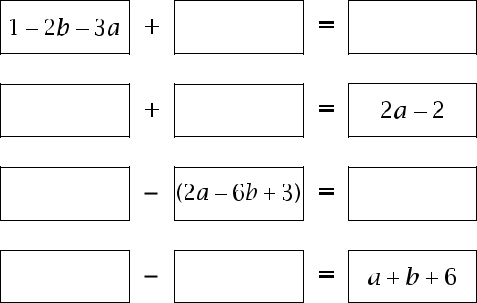 1 – 2b – 3a + =
+ = 2a – 2
– (2a – 6b + 3) =
– = a + b + 6